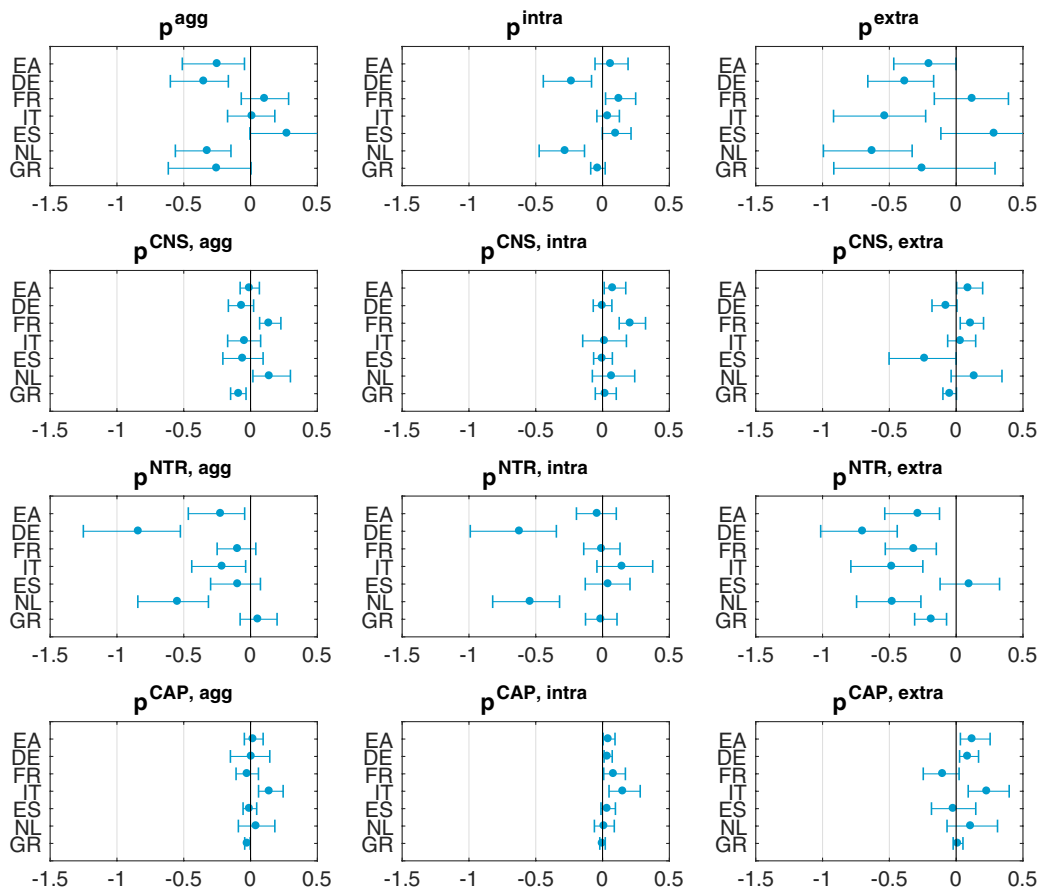 p^agg
EA
DE
FR
IT
ES
NL
GR
-1.5 -1 -0.5 0 0.5
p^intra
EA
DE
FR
IT
ES
NL
GR
-1.5 -1 -0.5 0 0.5
p^extra
EA
DE
FR
IT
ES
NL
GR
-1.5 -1 -0.5 0 0.5
p^CNS, agg
EA
DE
FR
IT
ES
NL
GR
-1.5 -1 -0.5 0 0.5
p^CNS, intra
EA
DE
FR
IT
ES
NL
GR
-1.5 -1 -0.5 0 0.5
p^CNS, extra
EA
DE
FR
IT
ES
NL
GR
-1.5 -1 -0.5 0 0.5
p^NTR, agg
EA
DE
FR
IT
ES
NL
GR
-1.5 -1 -0.5 0 0.5
p^NTR, intra
EA
DE
FR
IT
ES
NL
GR
-1.5 -1 -0.5 0 0.5
p^NTR, extra
EA
DE
FR
IT
ES
NL
GR
-1.5 -1 -0.5 0 0.5
p^CAP, agg
EA
DE
FR
IT
ES
NL
GR
-1.5 -1 -0.5 0 0.5
p^CAP, intra
EA
DE
FR
IT
ES
NL
GR
-1.5 -1 -0.5 0 0.5
p^CAP, extra
EA
DE
FR
IT
ES
NL
GR
-1.5 -1 -0.5 0 0.5